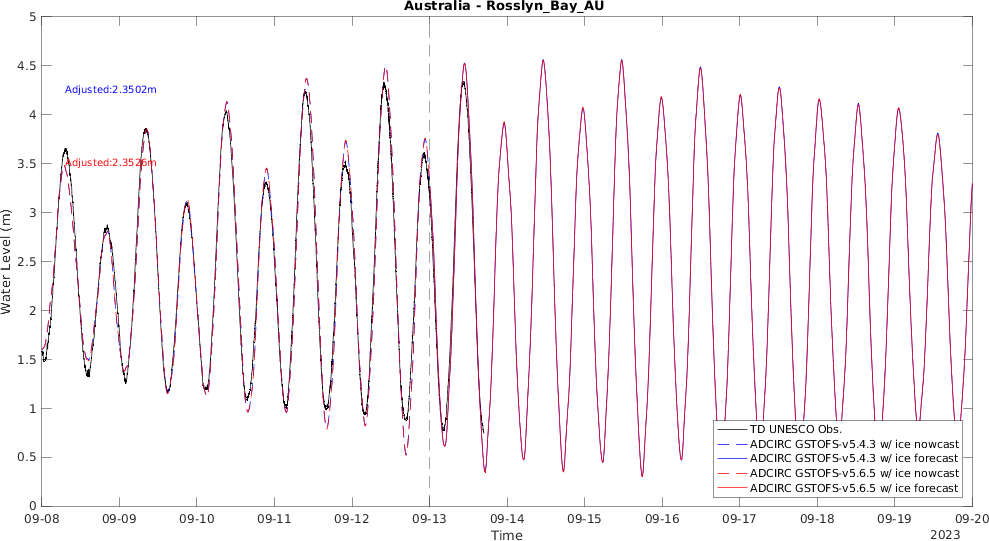 Australia - Rosslyn_Bay_AU
5
4.5
4
3.5
3
2.5
2
1.5
1
0.5
0
Water Level (m)
Adjusted:2.3502m
Adjusted:2.3526m
TD UNESCO Obs.
ADCIRC GSTOFS-v5.4.3 w/ ice nowcast
ADCIRC GSTOFS-v5.4.3 w/ ice forecast
ADCIRC GSTOFS-v5.6.5 w/ ice nowcast
ADCIRC GSTOFS-v5.6.5 w/ ice forecast
09-08 09-09 09-10 09-11 09-12 09-13 09-14 09-15 09-16 09-17 09-18 09-19 09-20
Time
2023